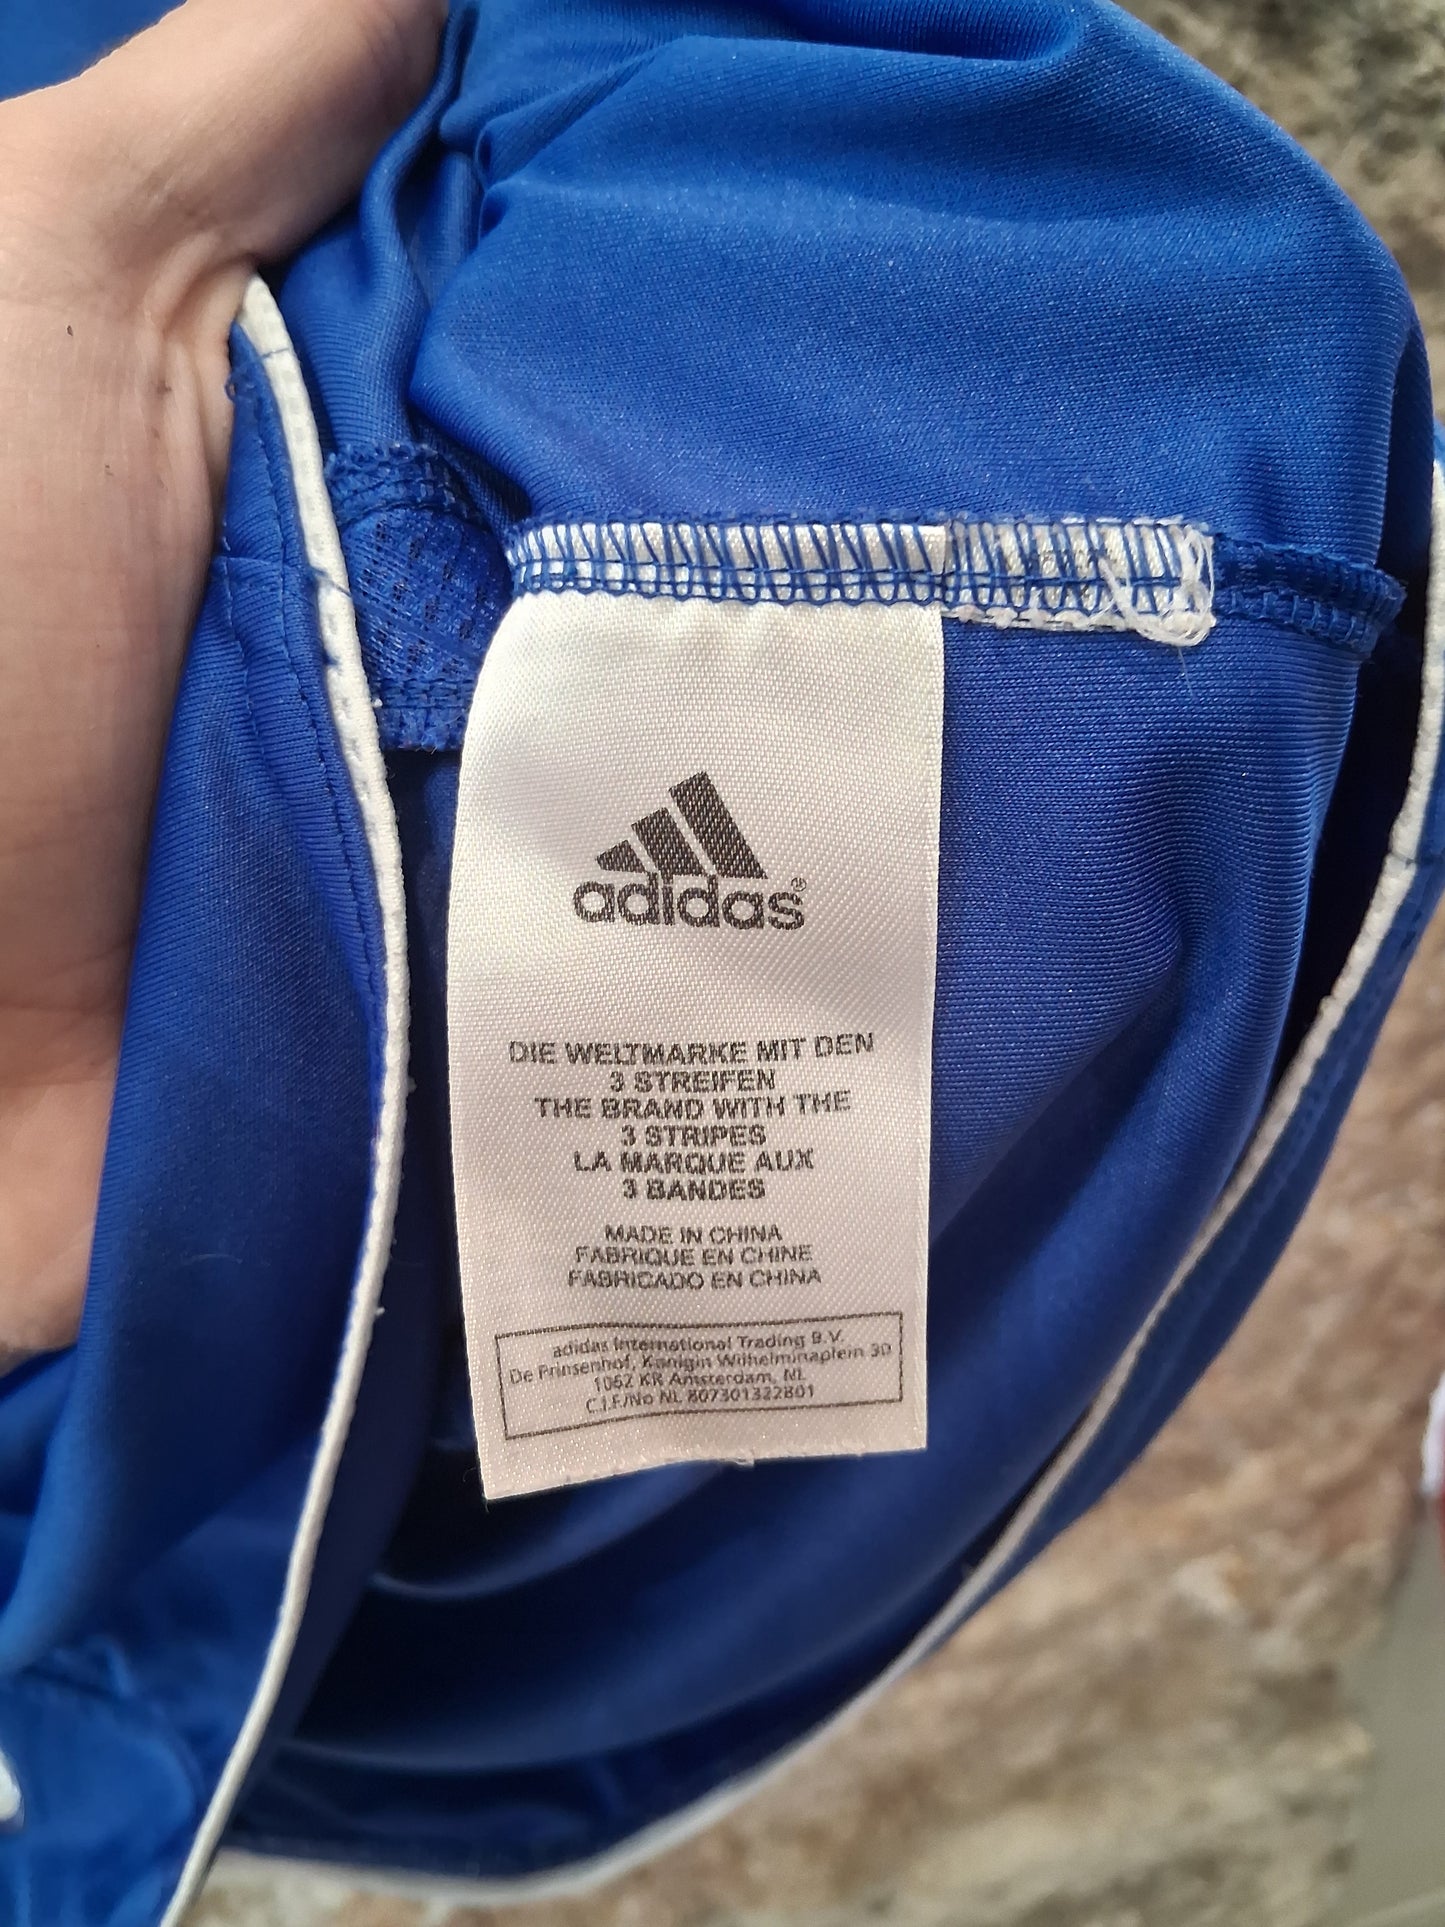 adidas®
DIE WELTMARKE MIT DEN
3 STREIFEN
THE BRAND WITH THE
3 STRIPES
LA MARQUE AUX
3 BANDES
MADE IN CHINA
FABRIQUE EN CHINE
FABRICADO EN CHINA
adidas International Trading B.V.
De Prinsenhof, Konigin Wilhelminaplein 30
1062 KR Amsterdam, NL
C.I.F/No NL 807301322B01